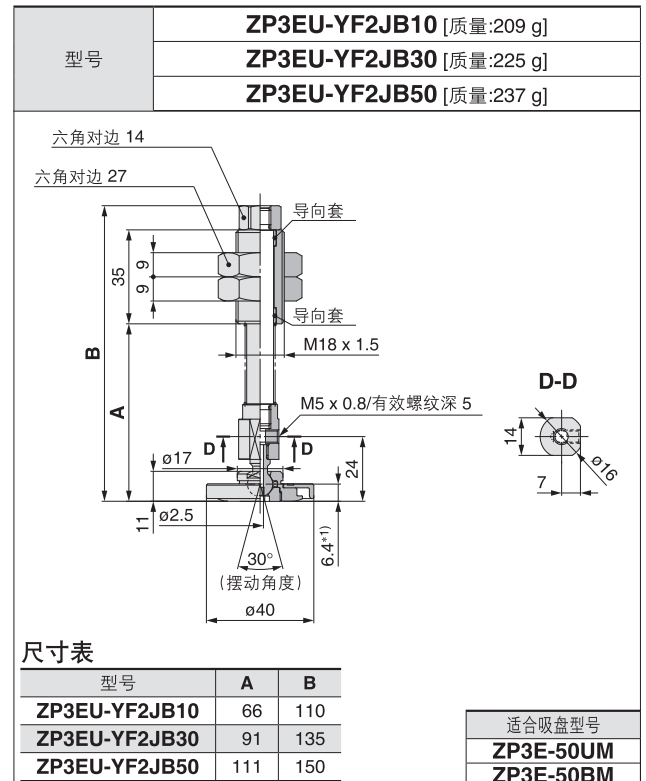 型号
ZP3EU-YF2JB10 [质量:209 g]
ZP3EU-YF2JB30 [质量:225 g]
ZP3EU-YF2JB50 [质量:237 g]
六角对边 14
六角对边 27
导向套
9
9
35
导向套
M18 x 1.5
B
A
D-D
M5 x 0.8/有效螺纹深 5
D
D
14
ø17
ø16
24
7
11
ø2.5
6.4*1)
30°
(摆动角度)
ø40
尺寸表
型号 A B
ZP3EU-YF2JB10 66 110
ZP3EU-YF2JB30 91 135
ZP3EU-YF2JB50 111 150
适合吸盘型号
ZP3E-50UM
ZP3E-50BM